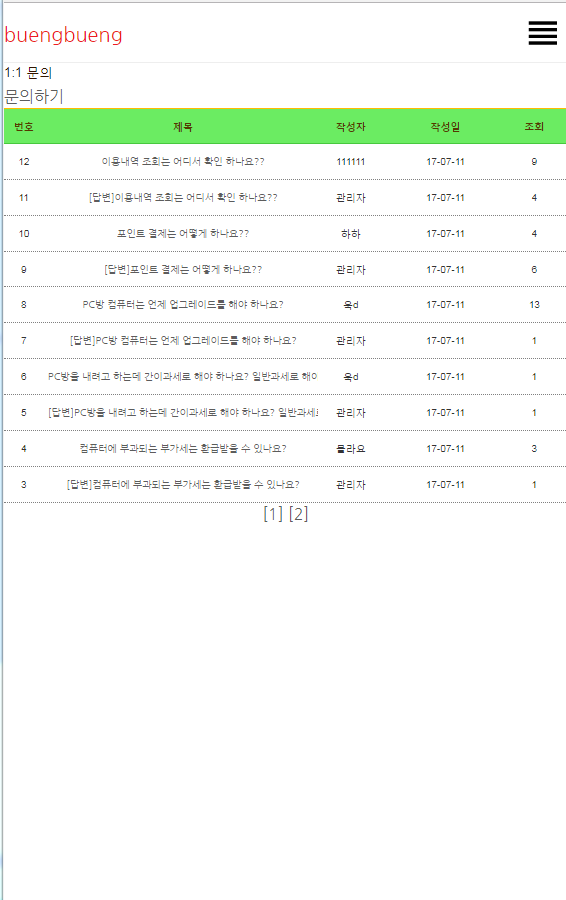 buengbueng
1:1 문의
문의하기
번호 제목 작성자 작성일 조회
12 이용내역 조회는 어디서 확인 하나요?? 111111 17-07-11 9
11 [답변]이용내역 조회는 어디서 확인 하나요?? 관리자 17-07-11 4
10 포인트 결제는 어떻게 하나요?? 하하 17-07-11 4
9 [답변]포인트 결제는 어떻게 하나요?? 관리자 17-07-11 6
8 PC방 컴퓨터는 언제 업그레이드를 해야 하나요? 옥d 17-07-11 13
7 [답변]PC방 컴퓨터는 언제 업그레이드를 해야 하나요? 관리자 17-07-11 1
6 PC방을 내려고 하는데 간이과세로 해야 하나요? 일반과세로 해야 옥d 17-07-11 1
5 [답변]PC방을 내려고 하는데 간이과세로 해야 하나요? 일반과세로 관리자 17-07-11 1
4 컴퓨터에 부과되는 부가세는 환급받을 수 있나요? 몰라요 17-07-11 3
3 [답변]컴퓨터에 부과되는 부가세는 환급받을 수 있나요? 관리자 17-07-11 1
[1] [2]